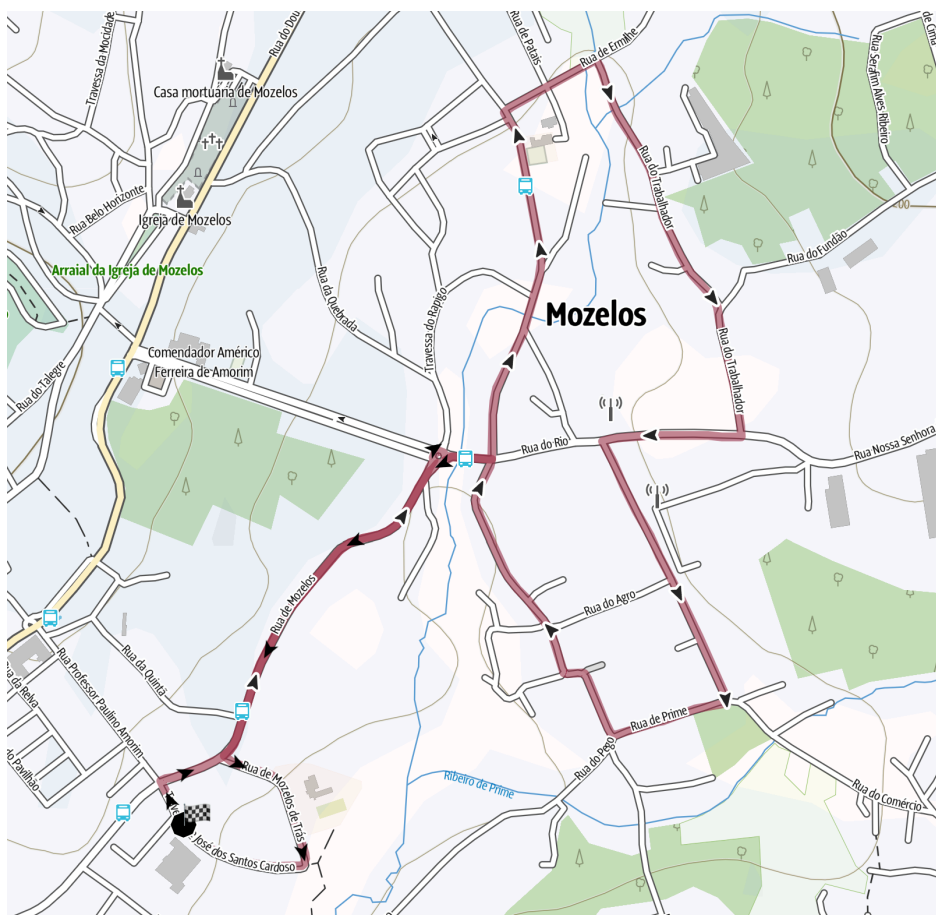 Travessa da Mocidade
Rua do Dou
Rua de Patais
Rua de Ermilhe
de Cima
Rua Serafim Alves Ribeiro
Casa mortuária de Mozelos
Rua Belo Horizonte
Igreja de Mozelos
Rua do Trabalhador
200
Rua do Fundão
Arraial da Igreja de Mozelos
Rua da Quebrada
Travessa do Rapigo
Mozelos
Comendador Américo
Ferreira de Amorim
Rua do Talegre
Rua do Trabalhador
Rua do Rio
Rua Nossa Senhora
Rua de Mozelos
Rua do Agro
Rua da Quintã
Rua Professor Paulino Amorim
da Relva
do Pavilhão
Rua de Prime
Rua do Pego
Rua de Mozelos de Trás
Ribeiro de Prime
Rua do Comércio
José dos Santos Cardoso